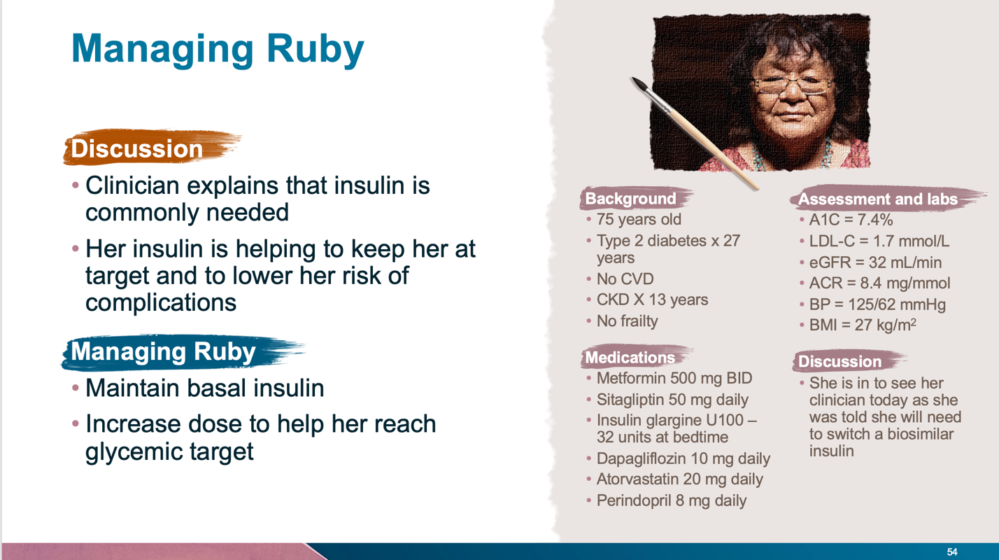 Managing Ruby
Discussion
• Clinician explains that insulin is
commonly needed
• Her insulin is helping to keep her at
target and to lower her risk of
complications
Managing Ruby
• Maintain basal insulin
• Increase dose to help her reach
glycemic target
Background
• 75 years old
• Type 2 diabetes x 27
years
• No CVD
• CKD X 13 years
• No frailty
Medications
• Metformin 500 mg BID
• Sitagliptin 50 mg daily
• Insulin glargine U100 –
32 units at bedtime
• Dapagliflozin 10 mg daily
• Atorvastatin 20 mg daily
• Perindopril 8 mg daily
Assessment and labs
• A1C = 7.4%
• LDL-C = 1.7 mmol/L
• eGFR = 32 mL/min
• ACR = 8.4 mg/mmol
• BP = 125/62 mmHg
• BMI = 27 kg/m²
Discussion
• She is in to see her
clinician today as she
was told she will need
to switch a biosimilar
insulin
54